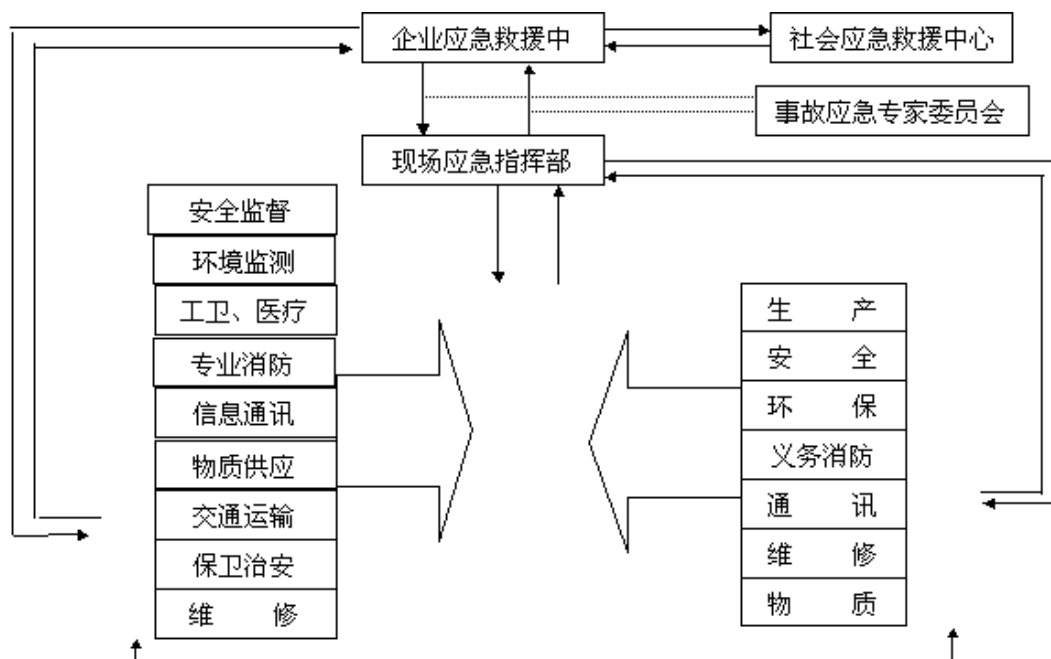 企业应急救援中
社会应急救援中心
事故应急专家委员会
现场应急指挥部
安全监督
环境监测
工卫、医疗
专业消防
信息通讯
物质供应
交通运输
保卫治安
维 修
生 产
安 全
环 保
义务消防
通 讯
维 修
物 质